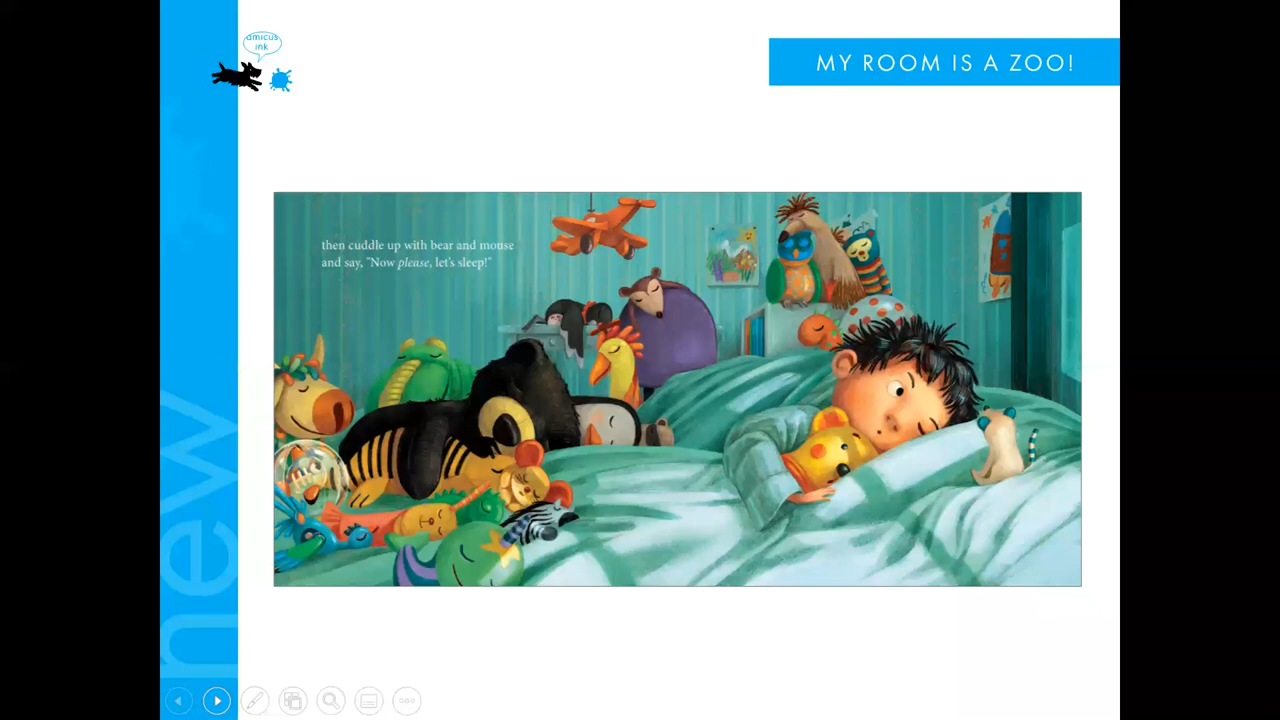 amicus
ink
MY ROOM IS A ZOO!
then cuddle up with bear and mouse
and say, "Now please, let's sleep!"
new